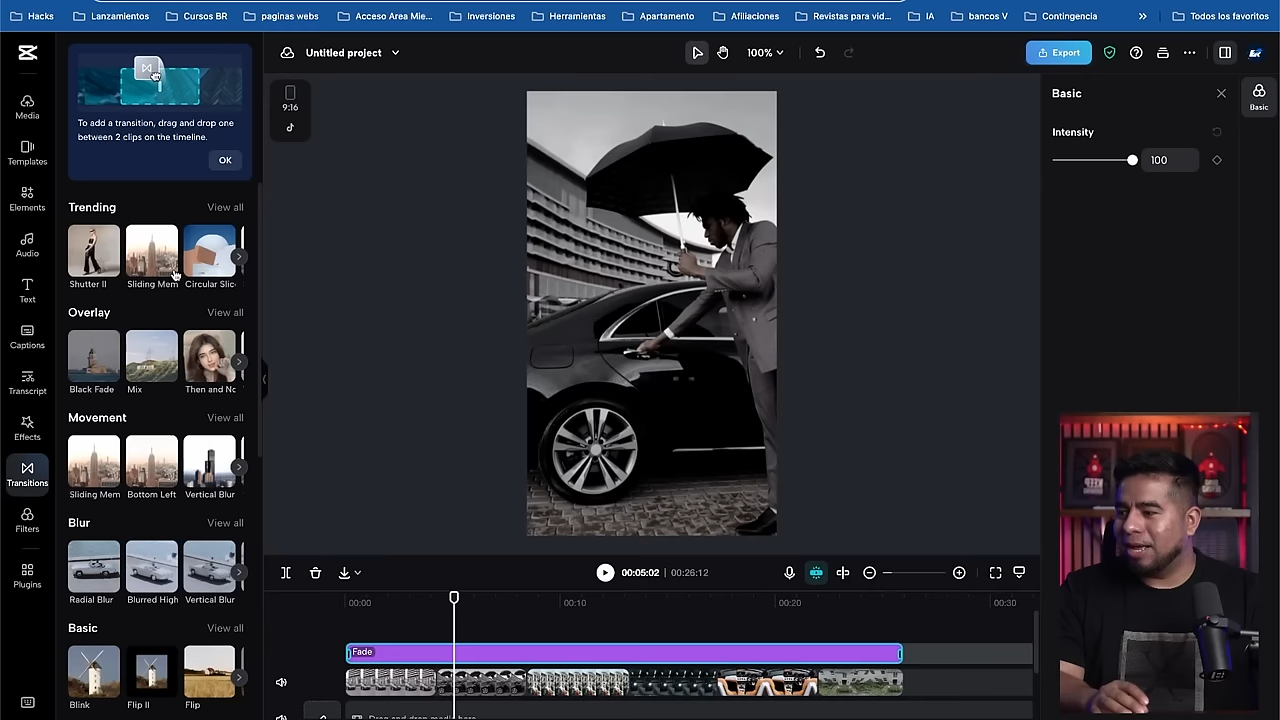 Hacks
Lanzamientos
Cursos BR
paginas webs
Acceso Area Mie...
Inversiones
Herramientas
Apartamento
Afiliaciones
Revistas para vid...
IA
bancos V
Contingencia
Todos los favoritos
Untitled project
100%
Export
Media
Templates
Elements
Audio
Text
Captions
Transcript
Effects
Transitions
Filters
Plugins
To add a transition, drag and drop one
between 2 clips on the timeline.
OK
Trending
View all
Shutter II
Sliding Mem
Circular Slic
Overlay
View all
Black Fade
Mix
Then and No
Movement
View all
Sliding Mem
Bottom Left
Vertical Blur
Blur
View all
Radial Blur
Blurred High
Vertical Blur
Basic
View all
Blink
Flip II
Flip
9:16
Basic
Intensity
100
Basic
00:05:02 | 00:26:12
00:00
00:10
00:20
00:30
Fade